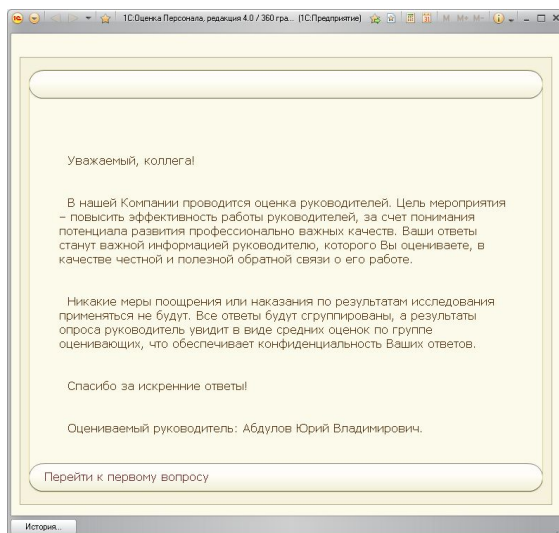 1С:Оценка Персонала, редакция 4.0 / 360 гра... (1С:Предприятие)
M M+ M-
Уважаемый, коллега!
В нашей Компании проводится оценка руководителей. Цель мероприятия
– повысить эффективность работы руководителей, за счет понимания
потенциала развития профессионально важных качеств. Ваши ответы
станут важной информацией руководителю, которого Вы оцениваете, в
качестве честной и полезной обратной связи о его работе.
Никакие меры поощрения или наказания по результатам исследования
применяться не будут. Все ответы будут сгруппированы, а результаты
опроса руководитель увидит в виде средних оценок по группе
оценивающих, что обеспечивает конфиденциальность Ваших ответов.
Спасибо за искренние ответы!
Оцениваемый руководитель: Абдулов Юрий Владимирович.
Перейти к первому вопросу
История...